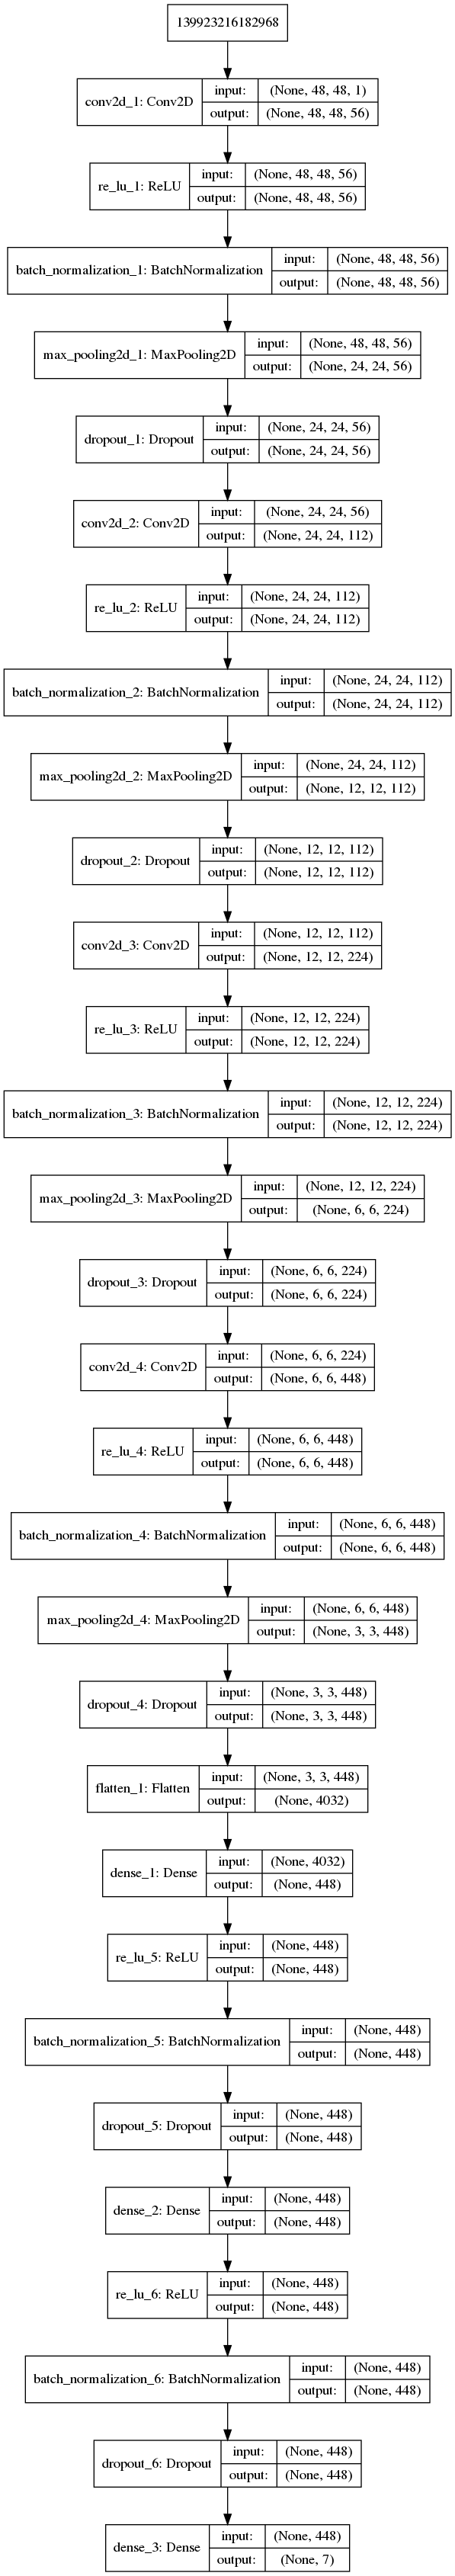 139923216182968
conv2d_1: Conv2D
input: (None, 48, 48, 1)
output: (None, 48, 48, 56)
re_lu_1: ReLU
input: (None, 48, 48, 56)
output: (None, 48, 48, 56)
batch_normalization_1: BatchNormalization
input: (None, 48, 48, 56)
output: (None, 48, 48, 56)
max_pooling2d_1: MaxPooling2D
input: (None, 48, 48, 56)
output: (None, 24, 24, 56)
dropout_1: Dropout
input: (None, 24, 24, 56)
output: (None, 24, 24, 56)
conv2d_2: Conv2D
input: (None, 24, 24, 56)
output: (None, 24, 24, 112)
re_lu_2: ReLU
input: (None, 24, 24, 112)
output: (None, 24, 24, 112)
batch_normalization_2: BatchNormalization
input: (None, 24, 24, 112)
output: (None, 24, 24, 112)
max_pooling2d_2: MaxPooling2D
input: (None, 24, 24, 112)
output: (None, 12, 12, 112)
dropout_2: Dropout
input: (None, 12, 12, 112)
output: (None, 12, 12, 112)
conv2d_3: Conv2D
input: (None, 12, 12, 112)
output: (None, 12, 12, 224)
re_lu_3: ReLU
input: (None, 12, 12, 224)
output: (None, 12, 12, 224)
batch_normalization_3: BatchNormalization
input: (None, 12, 12, 224)
output: (None, 12, 12, 224)
max_pooling2d_3: MaxPooling2D
input: (None, 12, 12, 224)
output: (None, 6, 6, 224)
dropout_3: Dropout
input: (None, 6, 6, 224)
output: (None, 6, 6, 224)
conv2d_4: Conv2D
input: (None, 6, 6, 224)
output: (None, 6, 6, 448)
re_lu_4: ReLU
input: (None, 6, 6, 448)
output: (None, 6, 6, 448)
batch_normalization_4: BatchNormalization
input: (None, 6, 6, 448)
output: (None, 6, 6, 448)
max_pooling2d_4: MaxPooling2D
input: (None, 6, 6, 448)
output: (None, 3, 3, 448)
dropout_4: Dropout
input: (None, 3, 3, 448)
output: (None, 3, 3, 448)
flatten_1: Flatten
input: (None, 3, 3, 448)
output: (None, 4032)
dense_1: Dense
input: (None, 4032)
output: (None, 448)
re_lu_5: ReLU
input: (None, 448)
output: (None, 448)
batch_normalization_5: BatchNormalization
input: (None, 448)
output: (None, 448)
dropout_5: Dropout
input: (None, 448)
output: (None, 448)
dense_2: Dense
input: (None, 448)
output: (None, 448)
re_lu_6: ReLU
input: (None, 448)
output: (None, 448)
batch_normalization_6: BatchNormalization
input: (None, 448)
output: (None, 448)
dropout_6: Dropout
input: (None, 448)
output: (None, 448)
dense_3: Dense
input: (None, 448)
output: (None, 7)